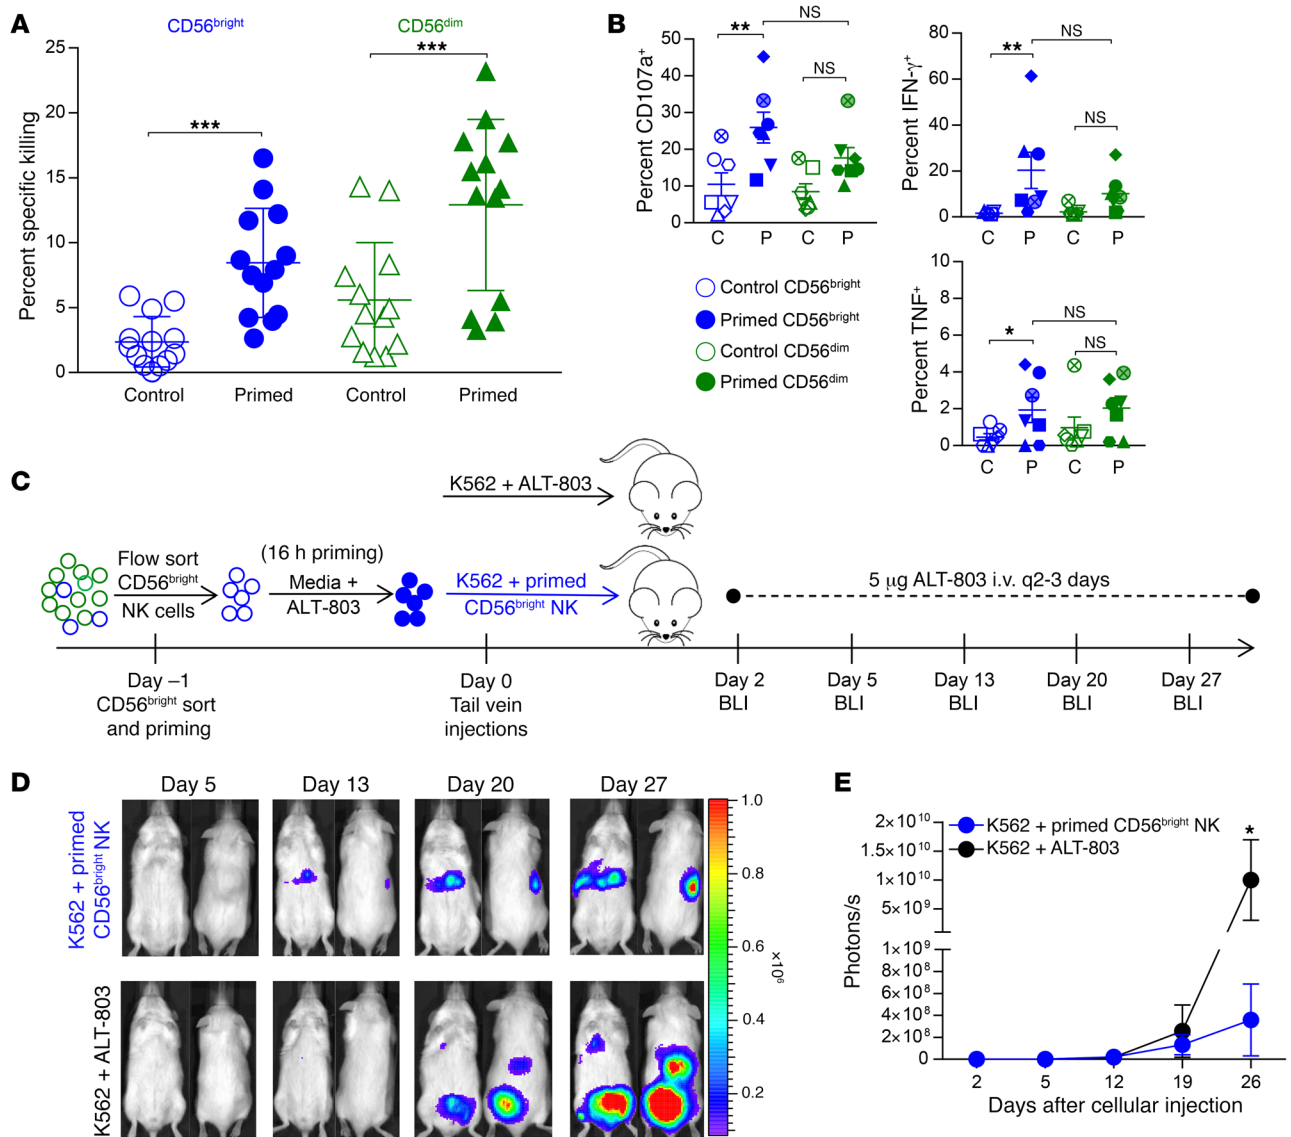 A
CD56bright
CD56dim
Percent specific killing
25
20
15
10
5
0
***
***
Control
Primed
Control
Primed
B
Percent CD107a+
50
40
30
20
10
0
**
NS
NS
C
P
C
P
Percent IFN-γ+
80
60
40
20
0
**
NS
NS
C
P
C
P
Control CD56bright
Primed CD56bright
Control CD56dim
Primed CD56dim
Percent TNF+
10
8
6
4
2
0
*
NS
NS
C
P
C
P
C
K562 + ALT-803
Flow sort
CD56bright
NK cells
(16 h priming)
Media +
ALT-803
K562 + primed
CD56bright NK
5 μg ALT-803 i.v. q2-3 days
Day –1
CD56bright sort
and priming
Day 0
Tail vein
injections
Day 2
BLI
Day 5
BLI
Day 13
BLI
Day 20
BLI
Day 27
BLI
D
Day 5
Day 13
Day 20
Day 27
K562 + primed
CD56bright NK
K562 + ALT-803
1.0
0.8
0.6
0.4
0.2
×10⁶
E
K562 + primed CD56bright NK
K562 + ALT-803
Photons/s
2×10¹⁰
1.5×10¹⁰
1×10¹⁰
5×10⁹
1×10⁹
8×10⁸
6×10⁸
4×10⁸
2×10⁸
0
*
2
5
12
19
26
Days after cellular injection